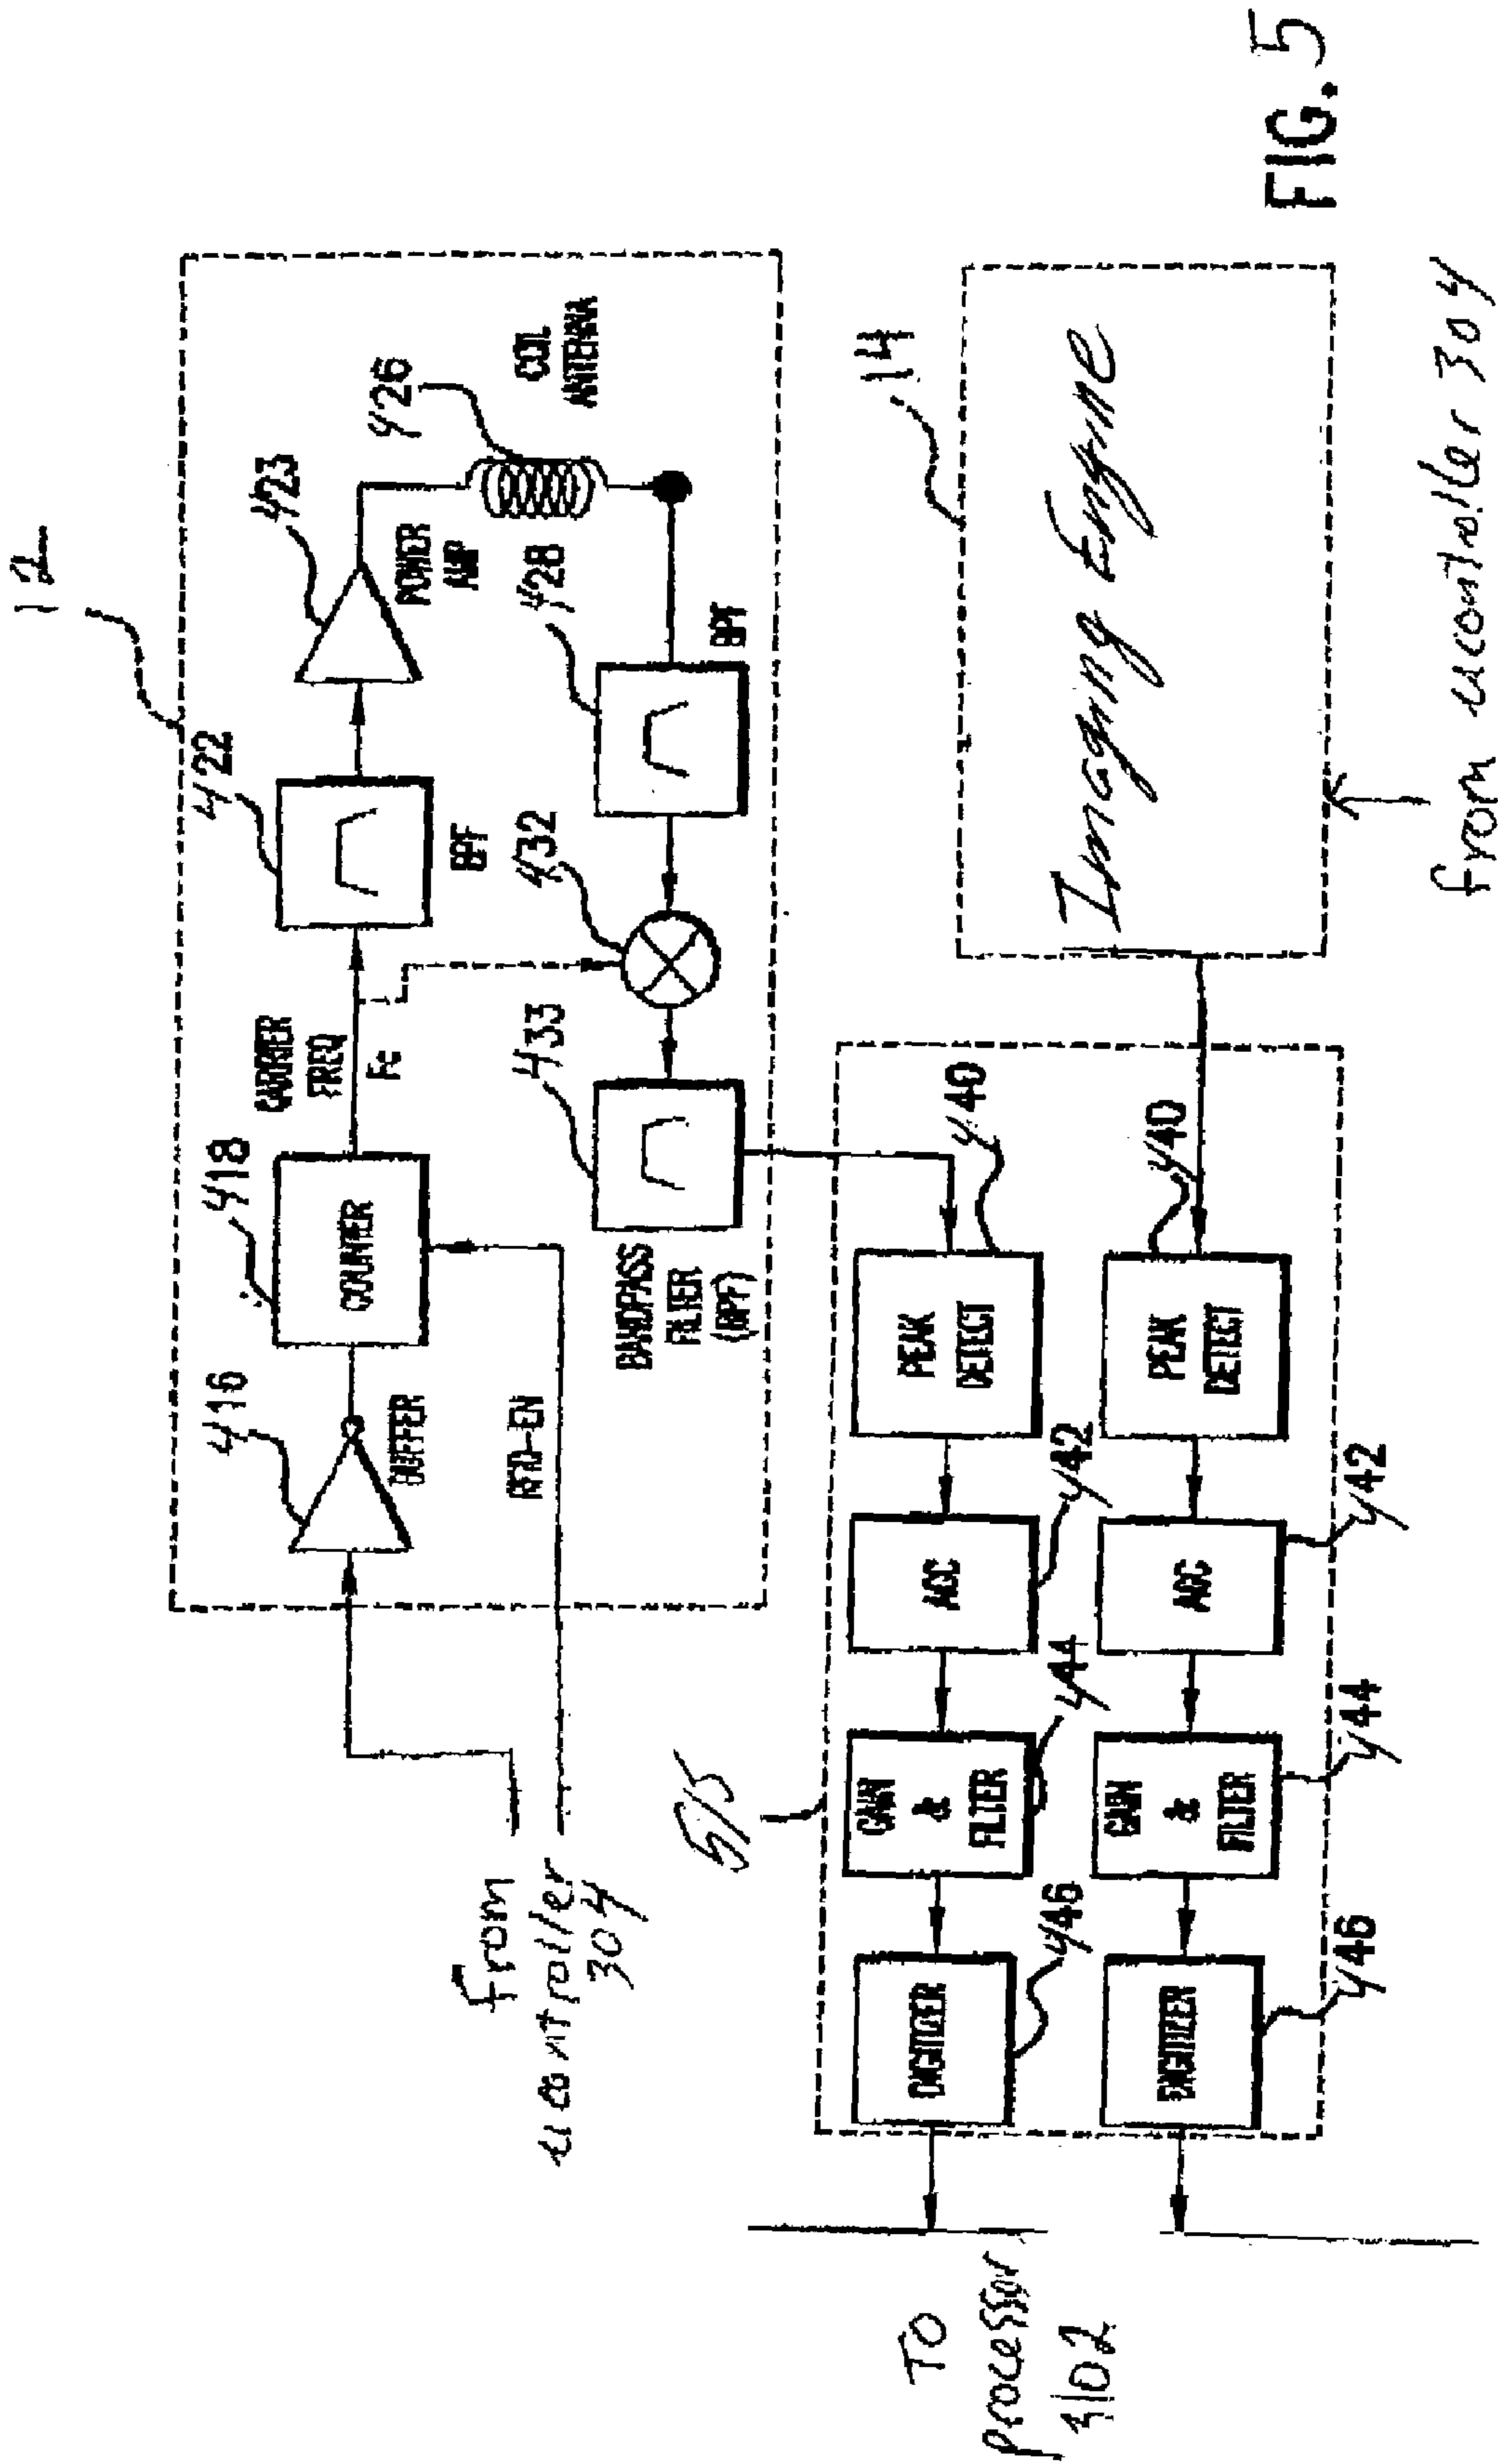 12
416
418
CARRIER
FREQ
Fc
422
423
BUFFER
COUNTER
BPF
POWER
AMP
426
COIL
ANTENNA
RFID-EN
433
432
428
BPF
BANDPASS
FILTER
(BPF)
From
ucontroller
304
515
DIGITIZER
GAIN
&
FILTER
AGC
PEAK
DETECT
446
444
442
440
14
Imaging Engine
DIGITIZER
GAIN
&
FILTER
AGC
PEAK
DETECT
440
446
444
442
TO
processor
from ucontroller 304
FIG. 5